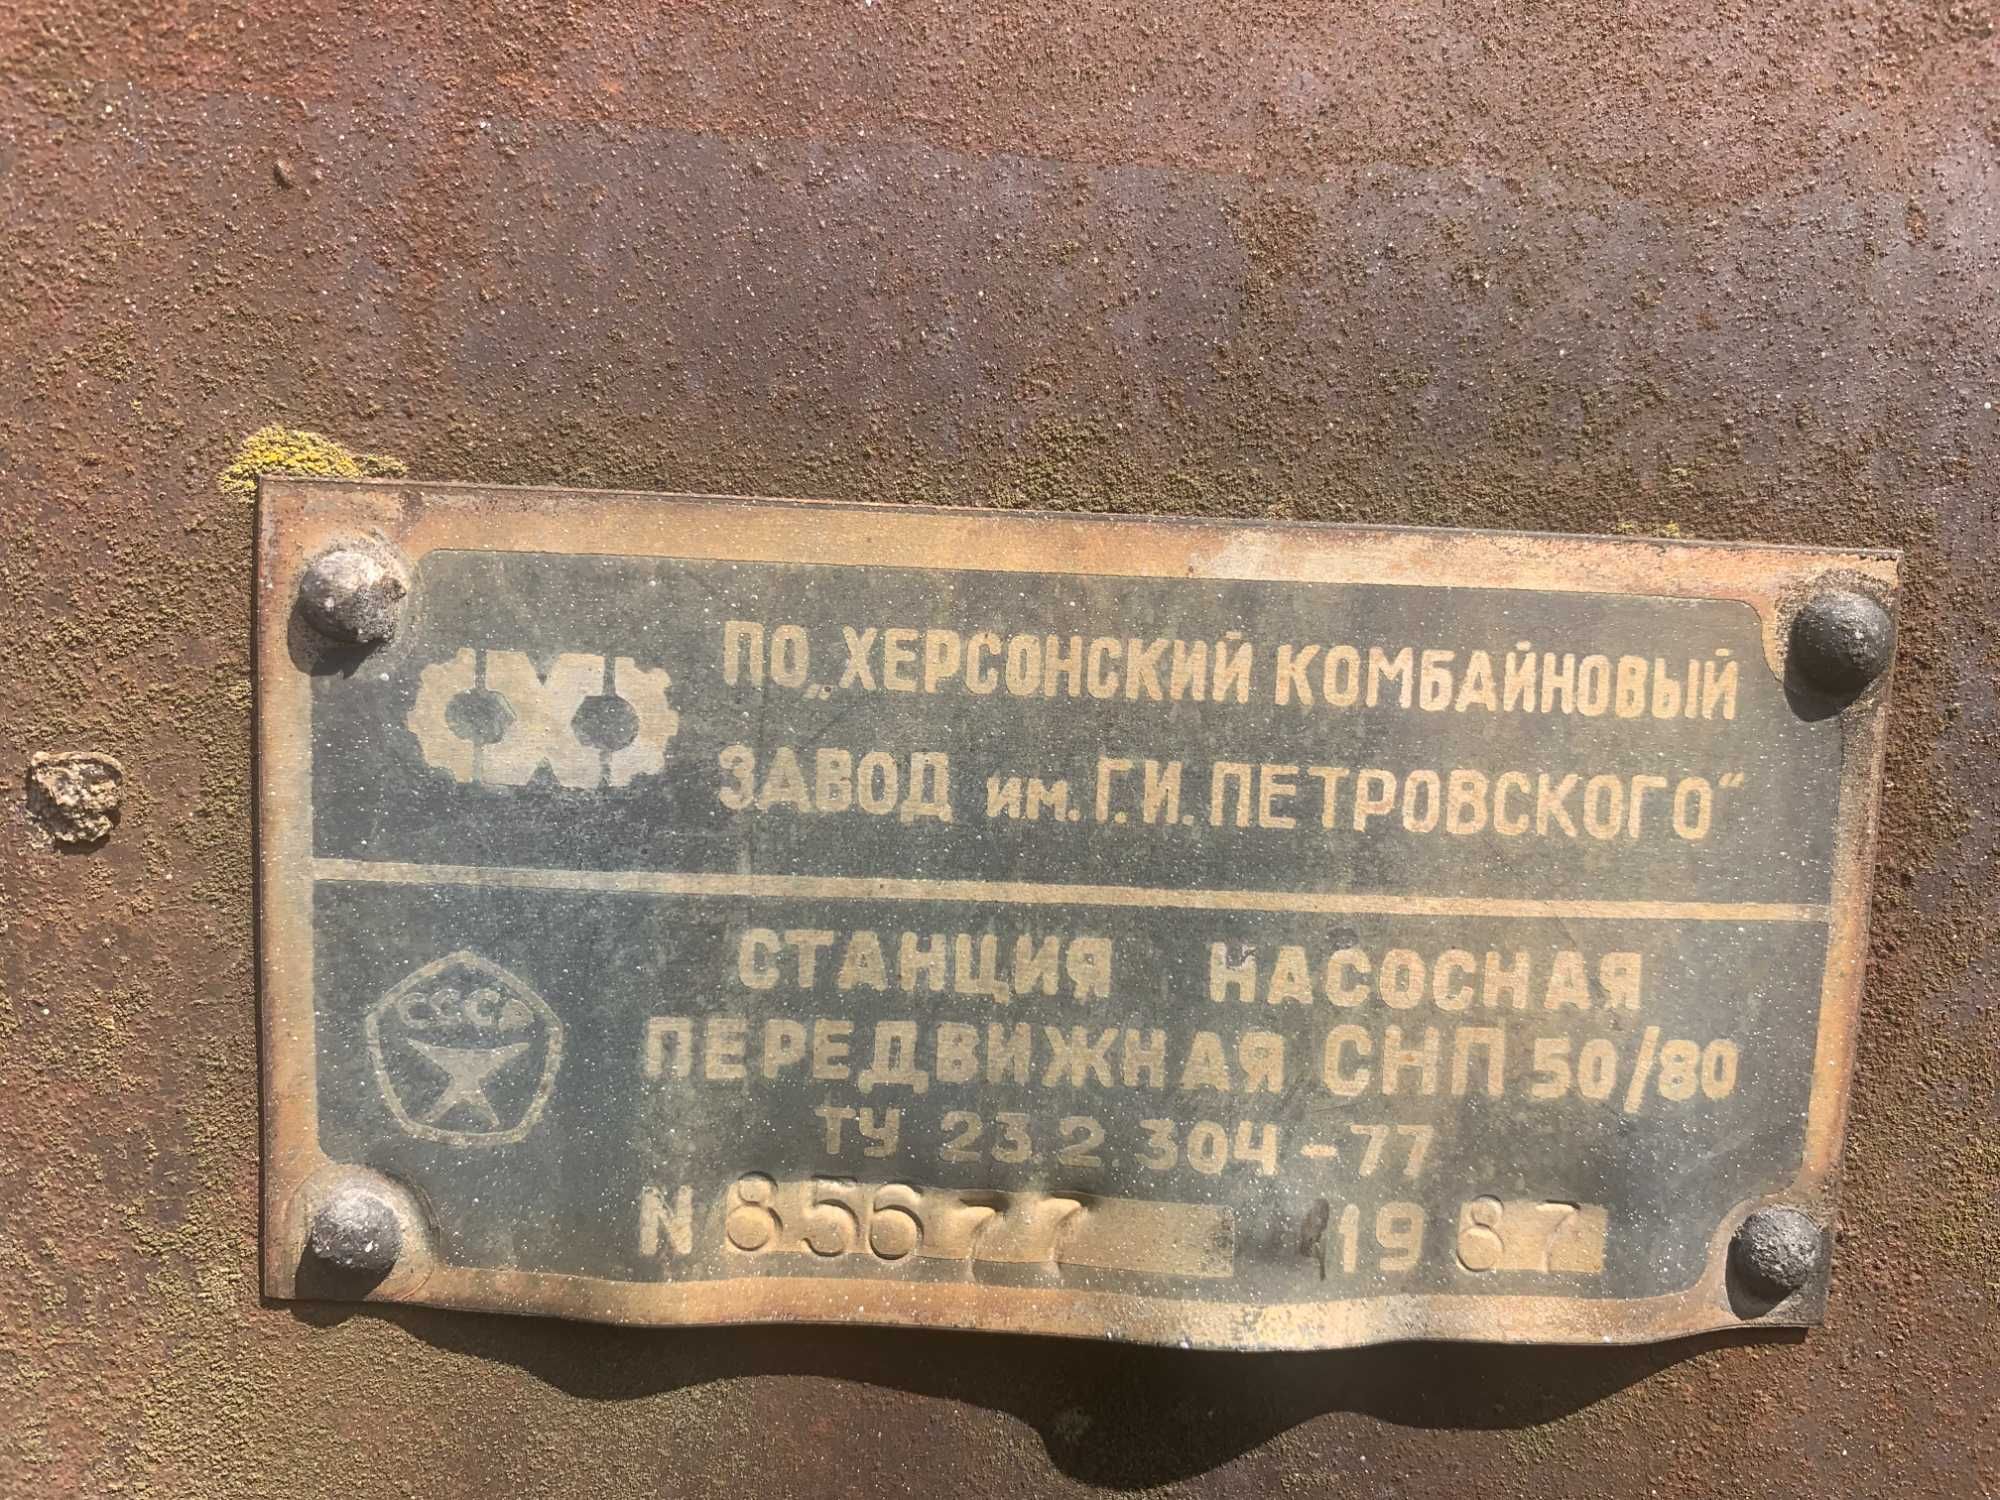 ПО „ХЕРСОНСКИЙ КОМБАЙНОВЫЙ
ЗАВОД им. Г.И. ПЕТРОВСКОГО“
СССР
СТАНЦИЯ НАСОСНАЯ
ПЕРЕДВИЖНАЯ СНП 50/80
ТУ 23.2.304-77
N 85677 1987